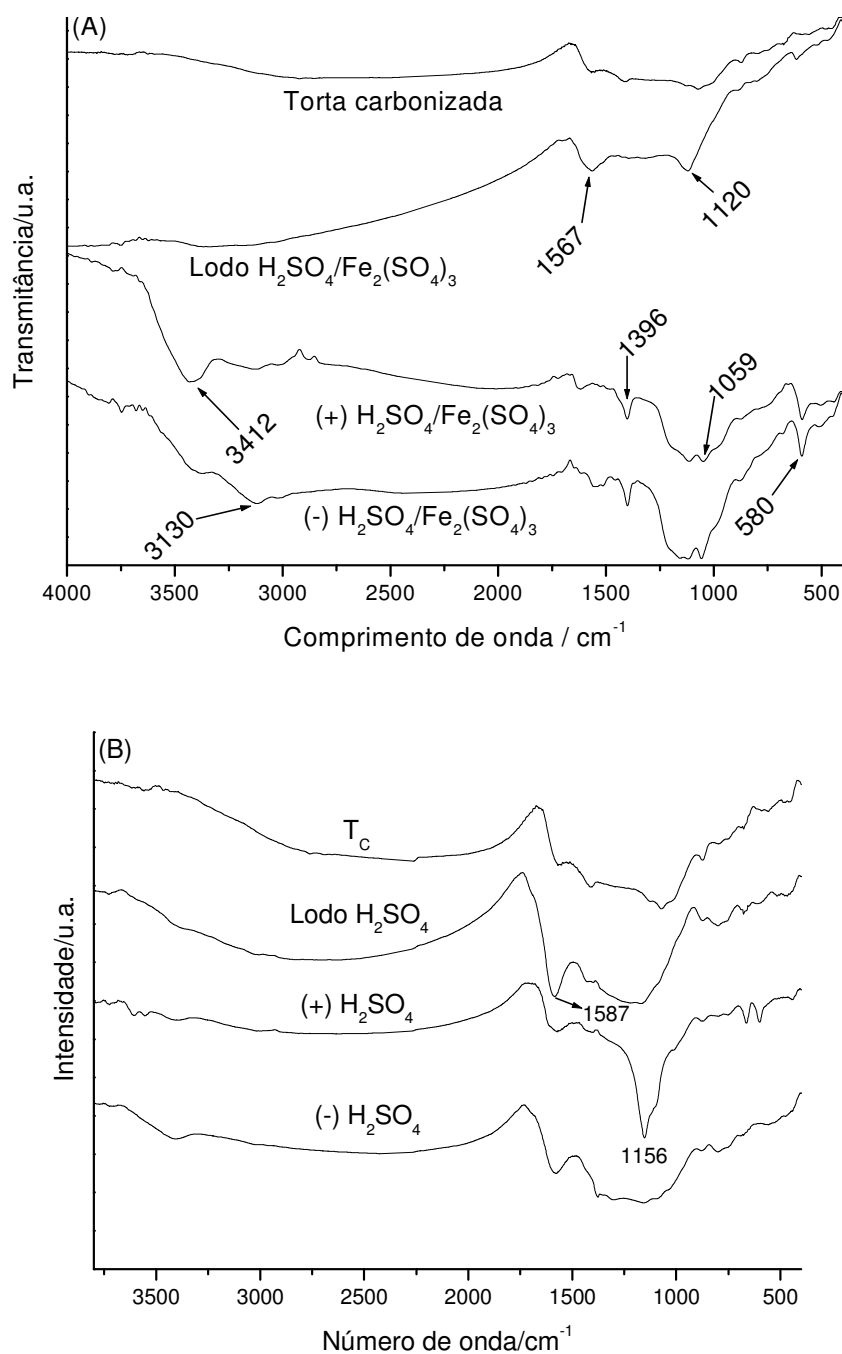 (A)
Transmitância/u.a.
Torta carbonizada
1567
1120
Lodo H₂SO₄/Fe₂(SO₄)₃
1396
1059
3412
(+) H₂SO₄/Fe₂(SO₄)₃
3130
(-) H₂SO₄/Fe₂(SO₄)₃
580
4000 3500 3000 2500 2000 1500 1000 500
Comprimento de onda / cm⁻¹
(B)
Intensidade/u.a.
T_C
Lodo H₂SO₄
1587
(+) H₂SO₄
(-) H₂SO₄
1156
3500 3000 2500 2000 1500 1000 500
Número de onda/cm⁻¹